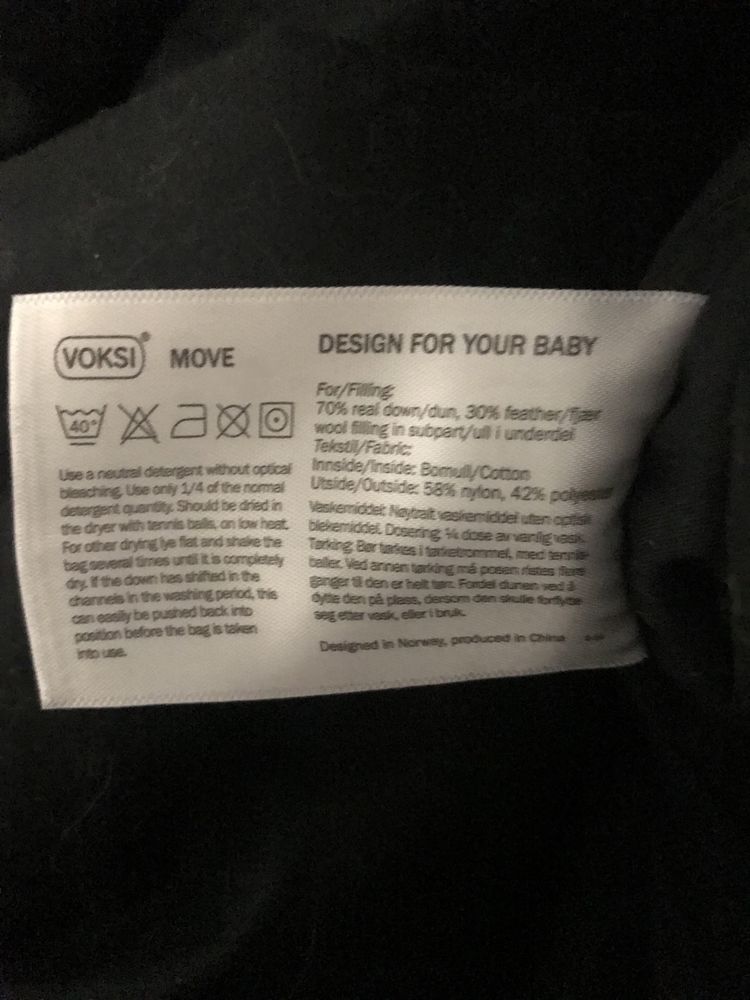 VOKSI® MOVE
40°
Use a neutral detergent without optical
bleaching. Use only 1/4 of the normal
detergent quantity. Should be dried in
the dryer with tennis balls, on low heat.
For other drying lye flat and shake the
bag several times until it is completely
dry. If the down has shifted in the
channels in the washing period, this
can easily be pushed back into
position before the bag is taken
into use.
DESIGN FOR YOUR BABY
For/Filling:
70% real down/dun, 30% feather/fjær
wool filling in subpart/ull i underdel
Tekstil/Fabric:
Innside/Inside: Bomull/Cotton
Utside/Outside: 58% nylon, 42% polyester
Vaskemiddel: Nøytralt vaskemiddel uten optisk
blekemiddel. Dosering: ¼ dose av vanlig vask.
Tørking: Bør tørkes i tørketrommel, med tennis-
baller. Ved annen tørking må posen ristes flere
ganger til den er helt tørr. Fordel dunen ved å
dytte den på plass, dersom den skulle forflytte
seg etter vask, eller i bruk.
Designed in Norway, produced in China